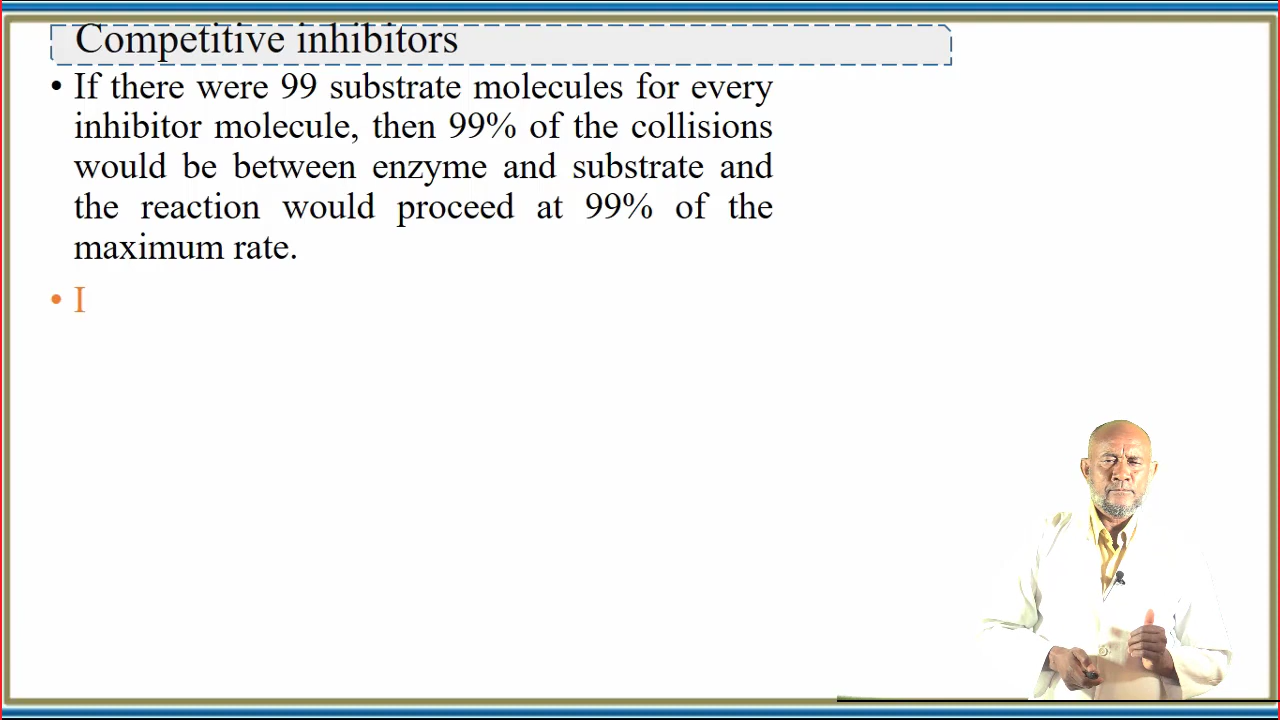 Competitive inhibitors
• If there were 99 substrate molecules for every
inhibitor molecule, then 99% of the collisions
would be between enzyme and substrate and
the reaction would proceed at 99% of the
maximum rate.
• I